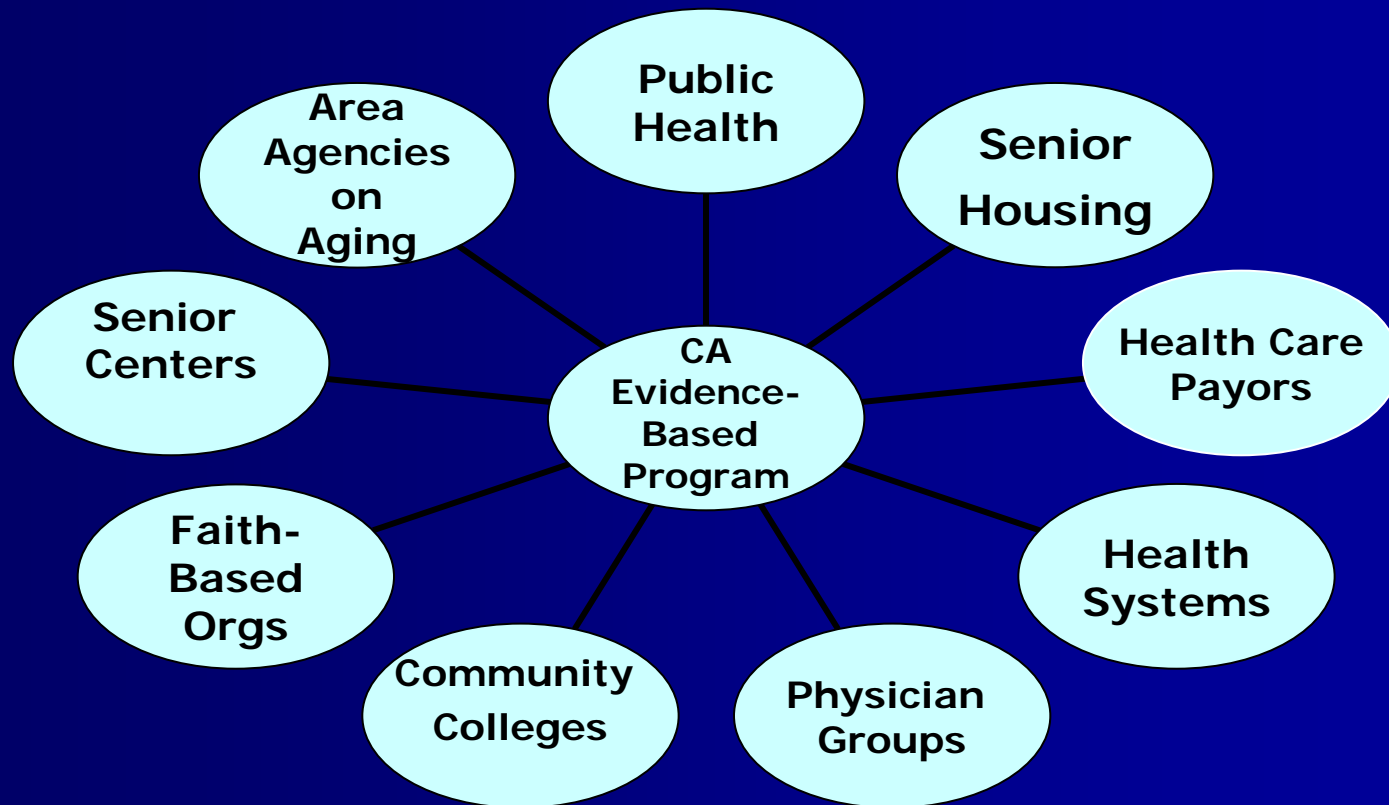 Public
Health
Area
Agencies
on
Aging
Senior
Housing
Senior
Centers
CA
Evidence-
Based
Program
Health Care
Payors
Faith-
Based
Orgs
Health
Systems
Community
Colleges
Physician
Groups